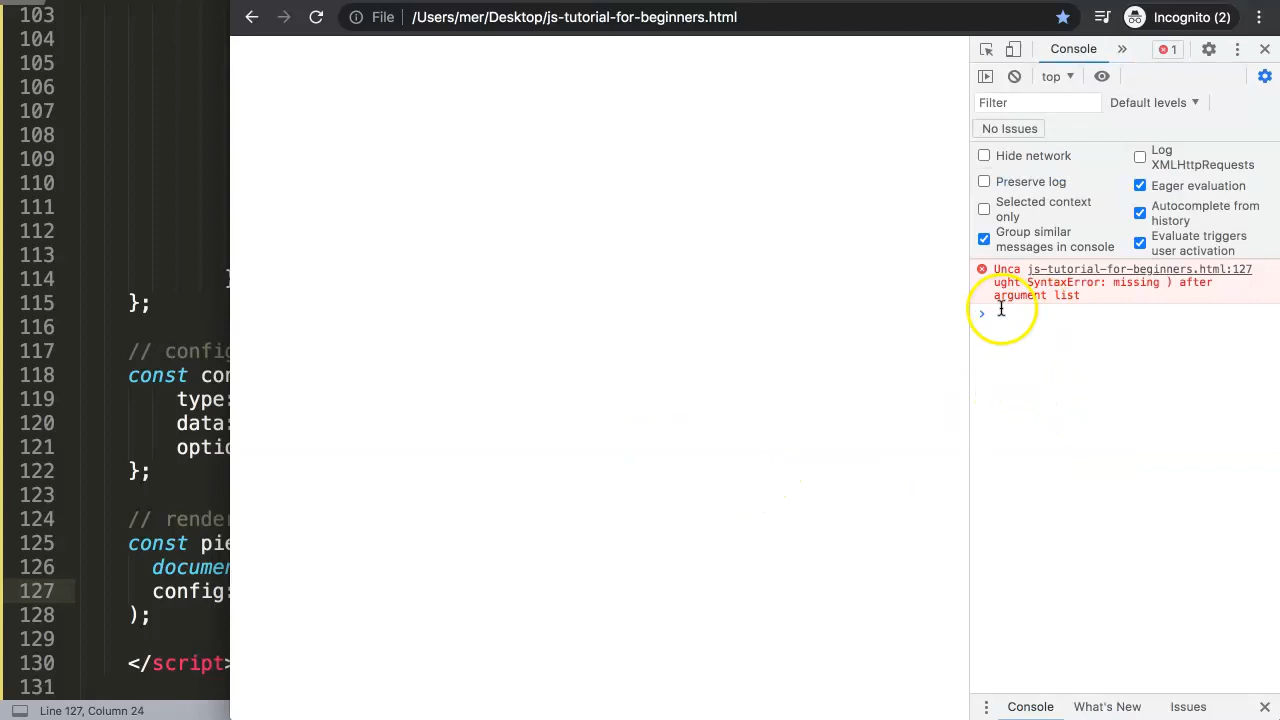 103
104
105
106
107
108
109
110
111
112
113
114 }
115 };
116
117 // config
118 const con
119 type:
120 data:
121 optio
122 };
123
124 // render
125 const pie
126 documen
127 config:
128 );
129
130 </script>
131
Line 127, Column 24
File /Users/mer/Desktop/js-tutorial-for-beginners.html
Incognito (2)
Console » 1
top
Filter Default levels
No Issues
Hide network
Log XMLHttpRequests
Preserve log
Eager evaluation
Selected context only
Autocomplete from history
Group similar messages in console
Evaluate triggers user activation
Unca js-tutorial-for-beginners.html:127
ught SyntaxError: missing ) after
argument list
>
Console What's New Issues